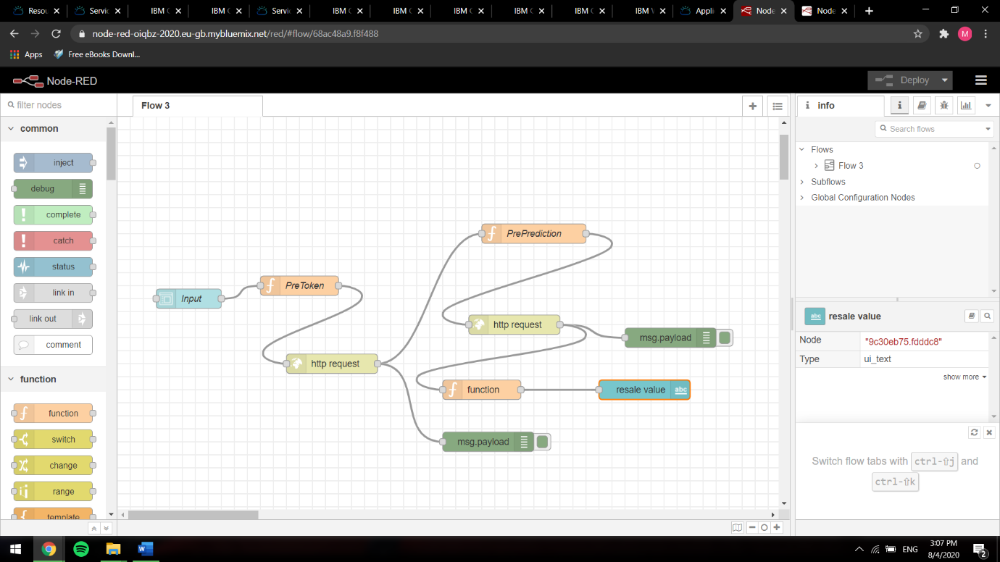 Resou
Servic
IBM C
IBM C
Servic
IBM C
IBM C
IBM C
IBM C
IBM C
IBM W
Appli
Node
Node
node-red-oiqbz-2020.eu-gb.mybluemix.net/red/#flow/68ac48a9.f8f488
M
Apps
Free eBooks Downl...
Node-RED
Deploy
filter nodes
Flow 3
i info
i
Search flows
common
inject
debug
complete
catch
status
link in
link out
comment
function
function
switch
change
range
template
Input
PreToken
http request
PrePrediction
http request
msg.payload
function
resale value abc
msg.payload
Flows
Flow 3
Subflows
Global Configuration Nodes
abc resale value
Node "9c30eb75.fdddc8"
Type ui_text
show more
Switch flow tabs with ctrl-⇧j and
ctrl-⇧k
ENG
3:07 PM
8/4/2020
2